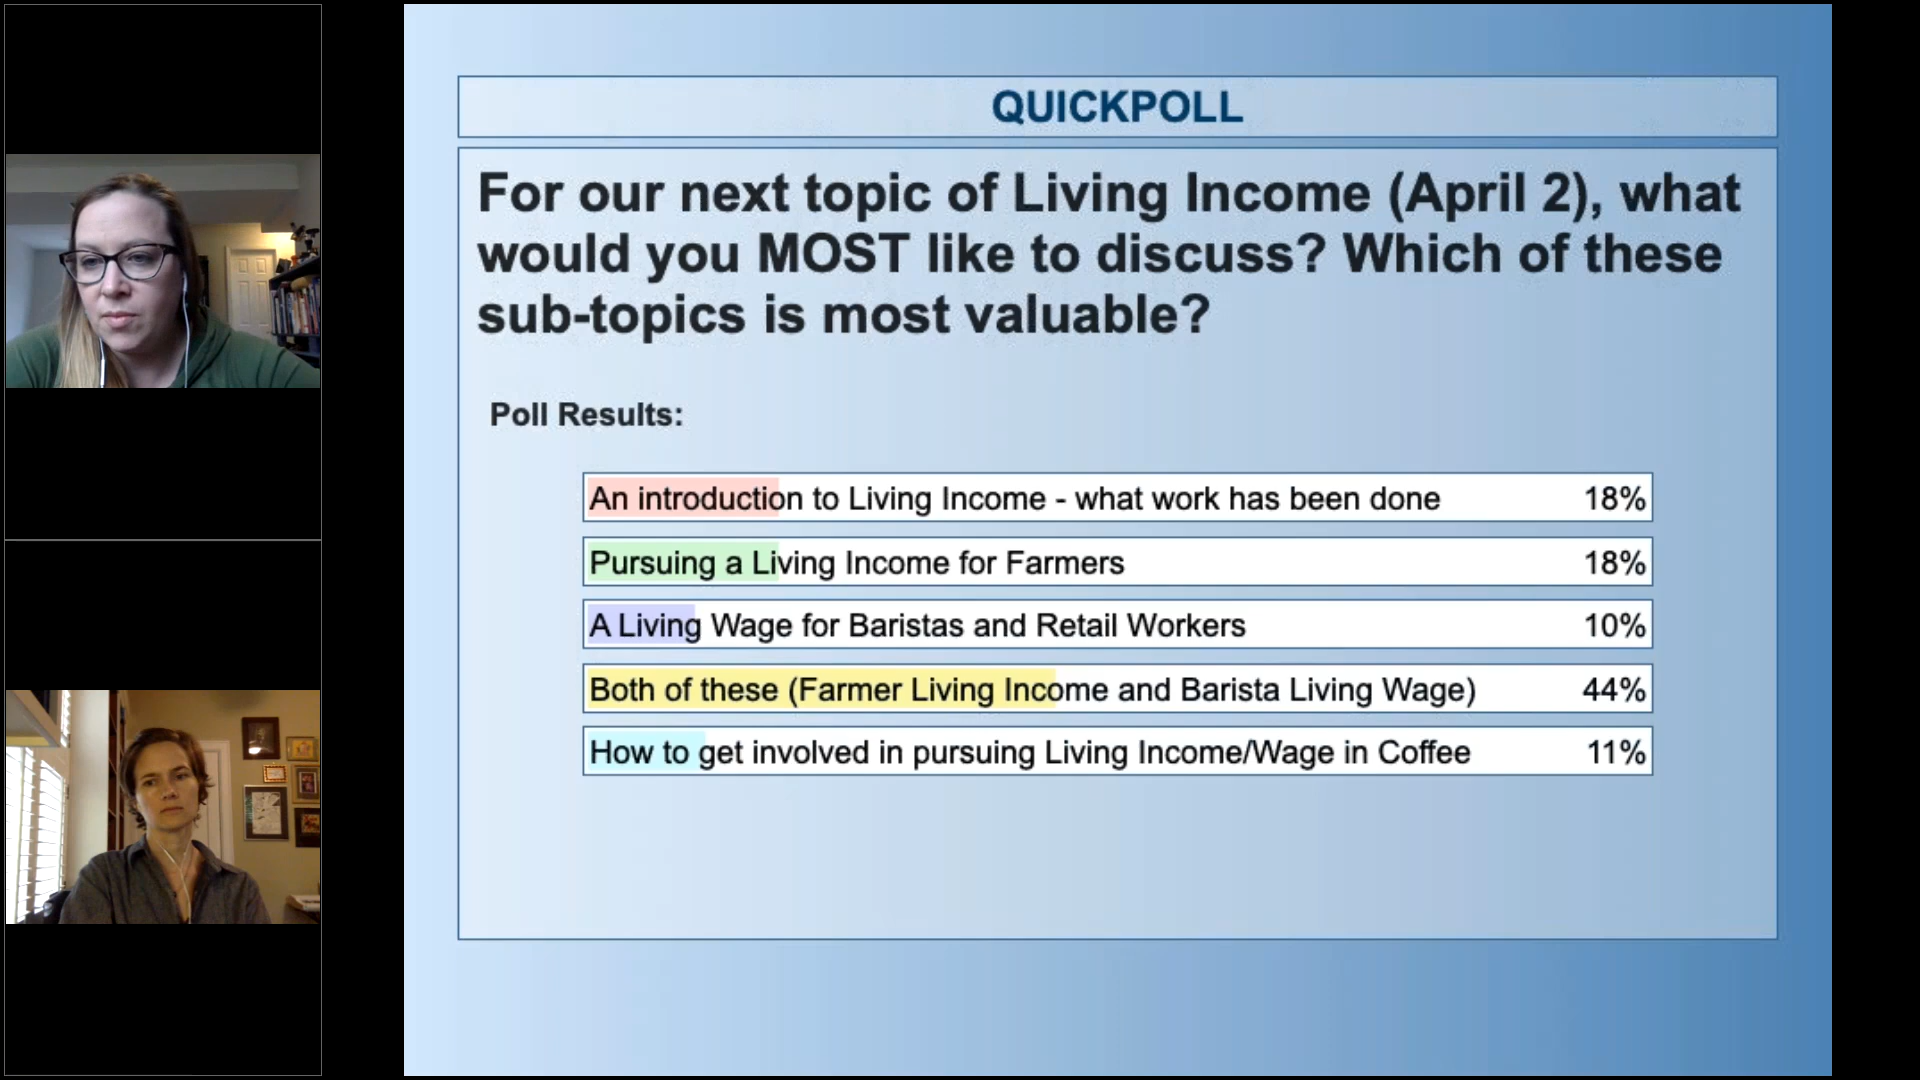 QUICKPOLL
For our next topic of Living Income (April 2), what
would you MOST like to discuss? Which of these
sub-topics is most valuable?
Poll Results:
An introduction to Living Income - what work has been done 18%
Pursuing a Living Income for Farmers 18%
A Living Wage for Baristas and Retail Workers 10%
Both of these (Farmer Living Income and Barista Living Wage) 44%
How to get involved in pursuing Living Income/Wage in Coffee 11%